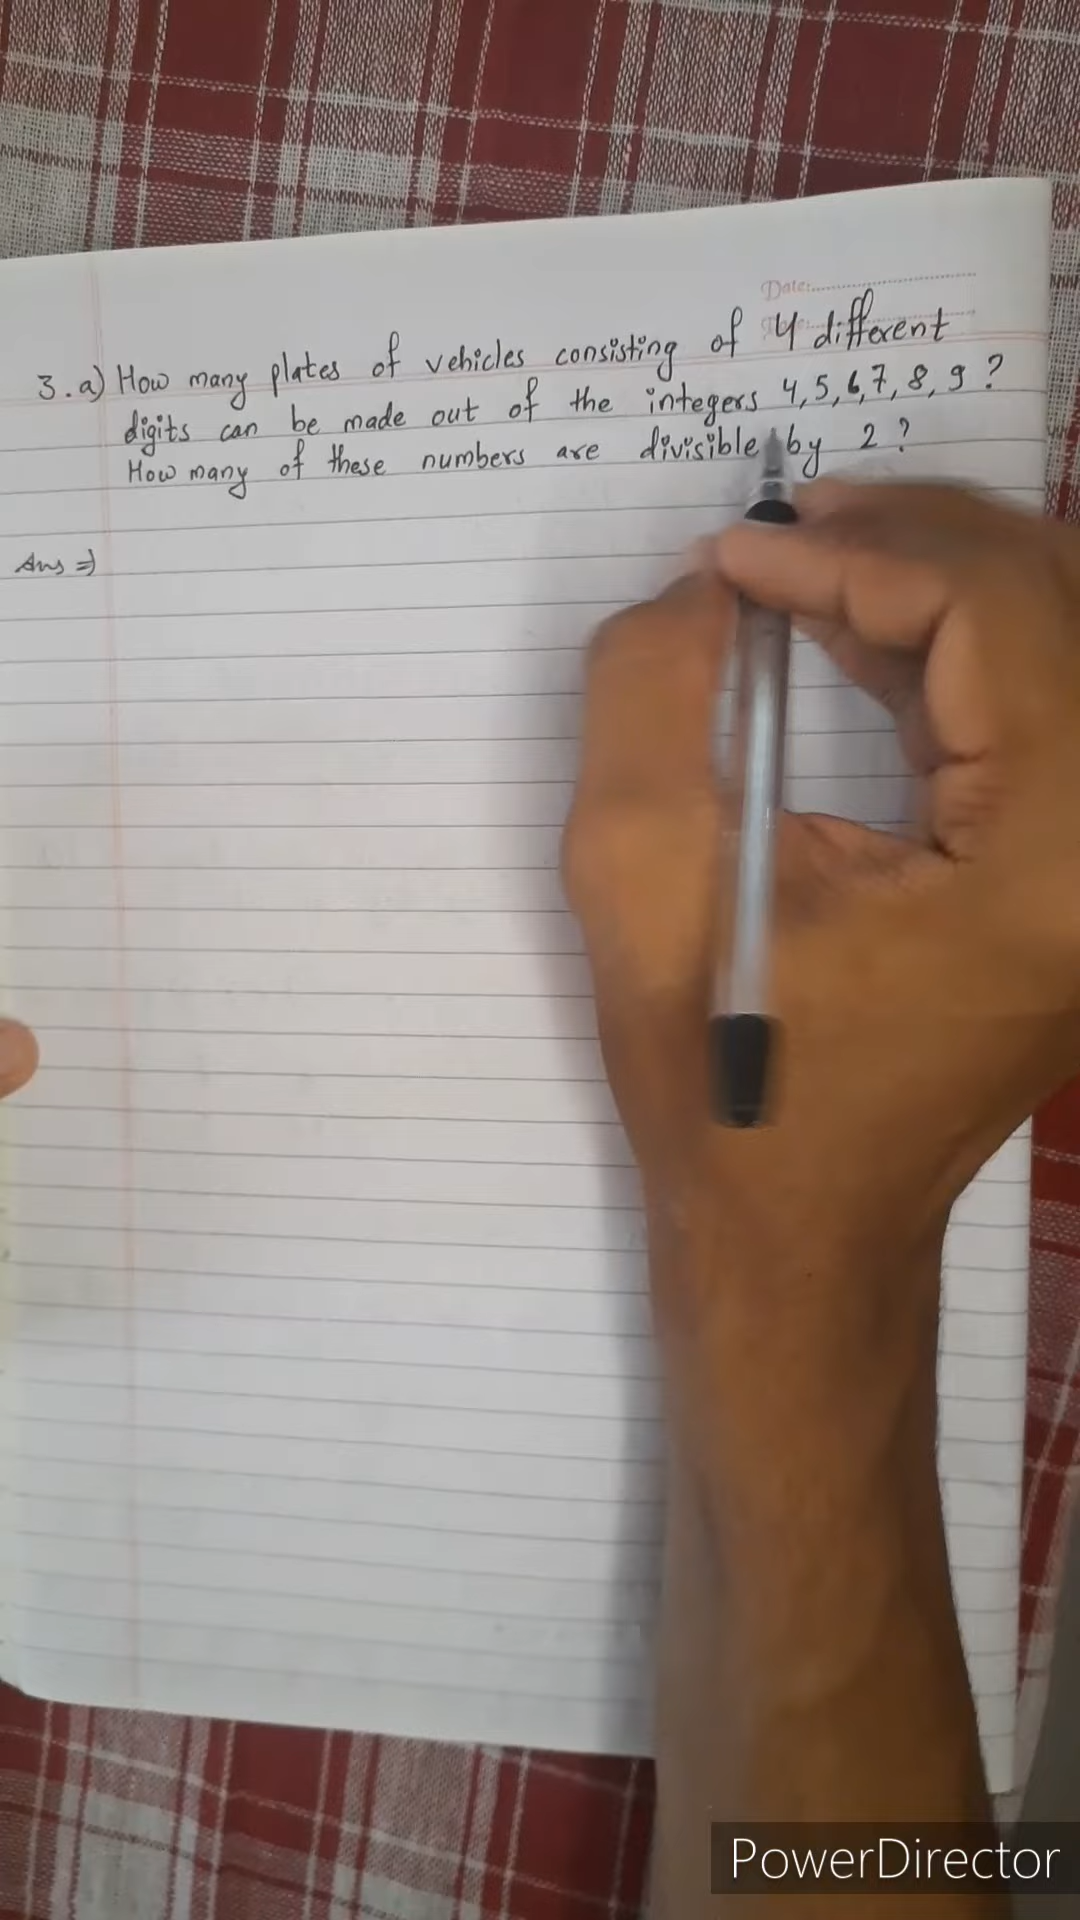 Date:
3. a) How many plates of vehicles consisting of 4 different
digits can be made out of the integers 4, 5, 6, 7, 8, 9 ?
How many of these numbers are divisible by 2 ?
Ans ⇒
PowerDirector